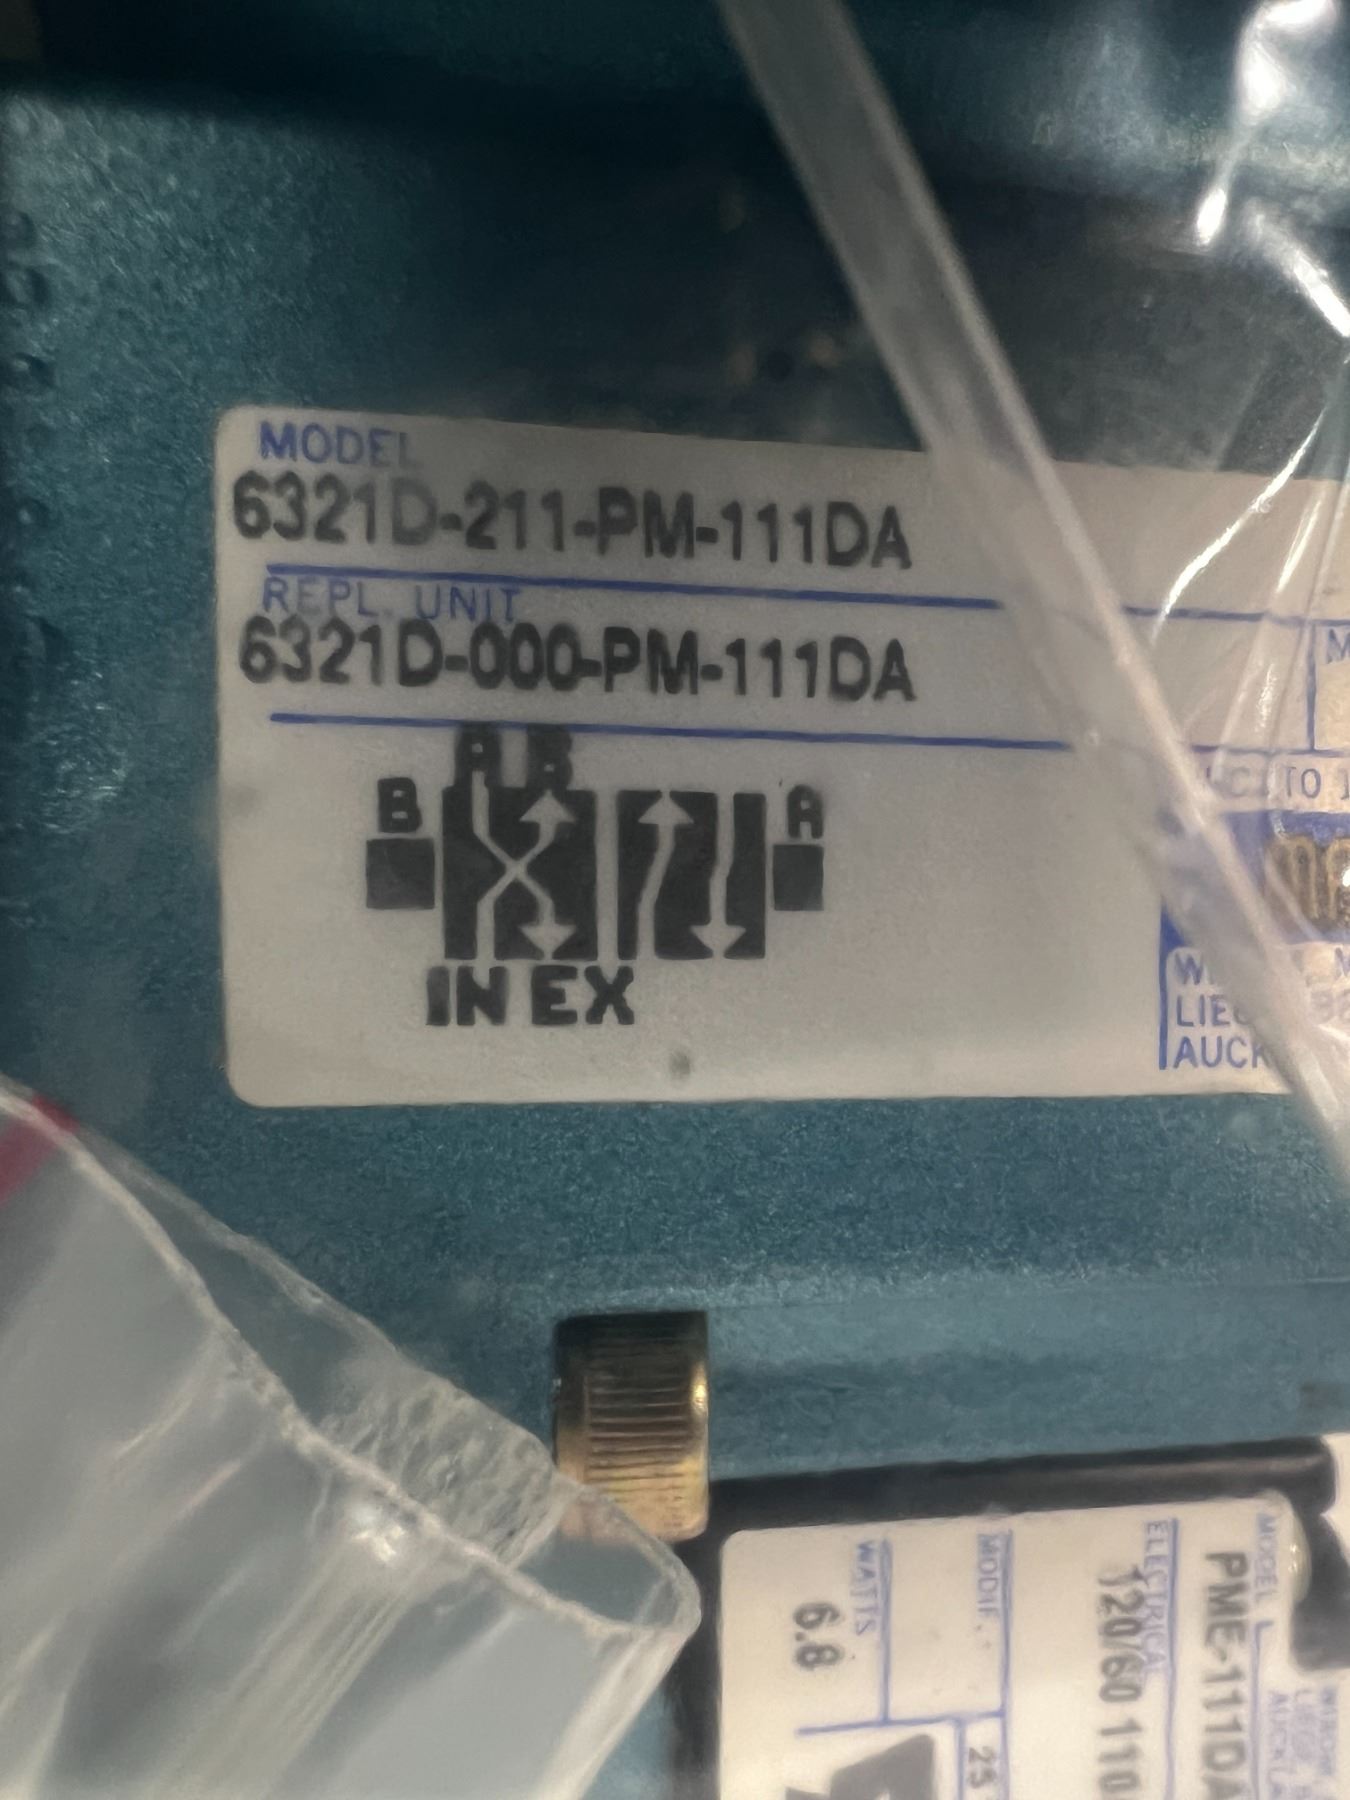 MODEL
6321D-211-PM-111DA
REPL. UNIT
6321D-000-PM-111DA
A B
B A
IN EX
TO
AUCK
MODEL
PME-111DA
ELECTRICAL
120/60 110
MODIF.
WATTS
6.8